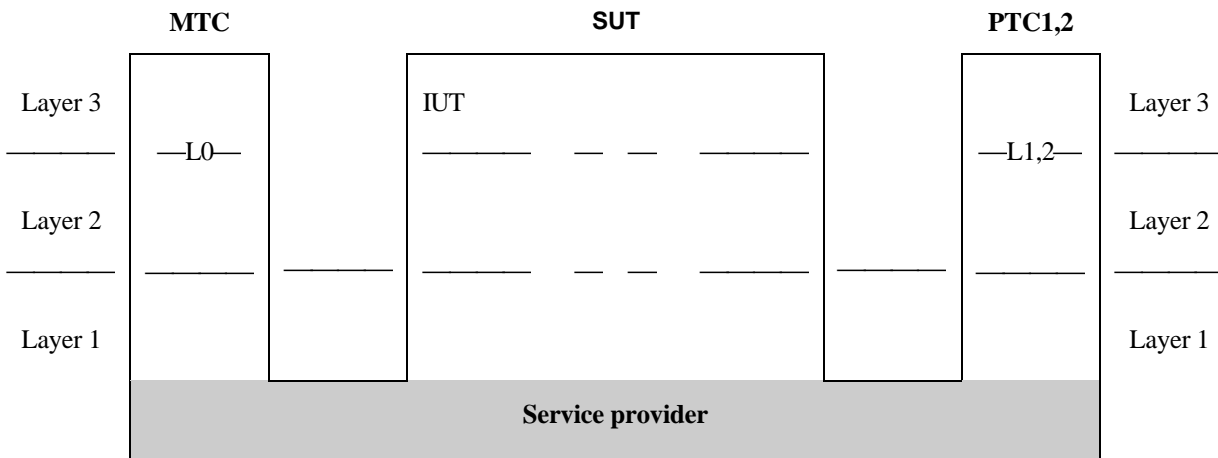 MTC SUT PTC1,2
Layer 3 IUT Layer 3
L0 L1,2
Layer 2 Layer 2
Layer 1 Layer 1
Service provider